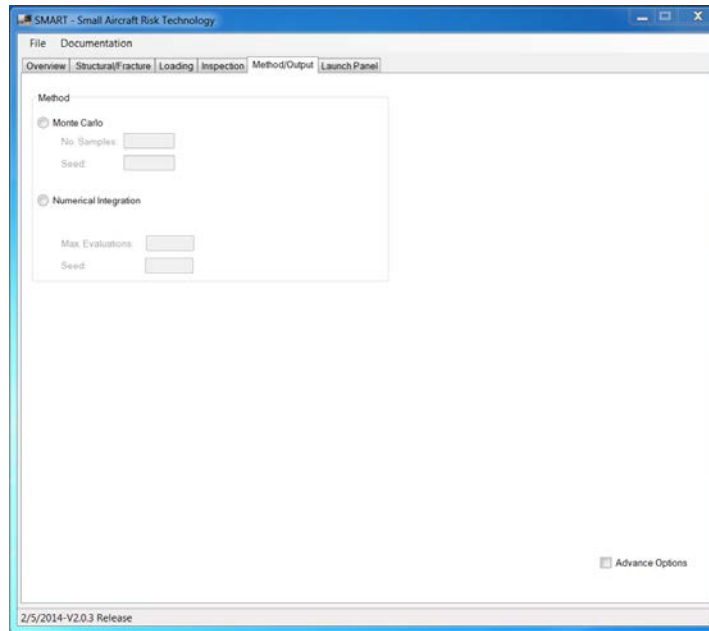 SMART - Small Aircraft Risk Technology
File Documentation
Overview Structural/Fracture Loading Inspection Method/Output Launch Panel
Method
Monte Carlo
No. Samples:
Seed:
Numerical Integration
Max. Evaluations:
Seed:
Advance Options
2/5/2014-V2.0.3 Release